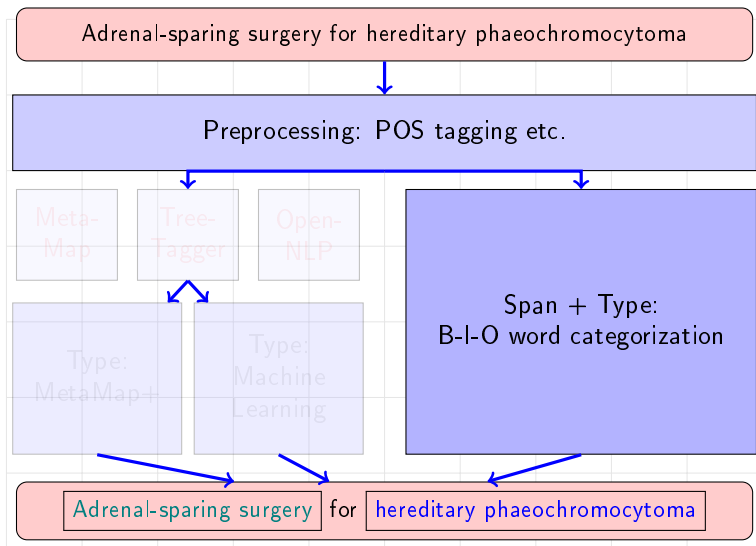 Adrenal-sparing surgery for hereditary phaeochromocytoma
Preprocessing: POS tagging etc.
Meta-
Map
Tree-
Tagger
Open-
NLP
Span + Type:
B-I-O word categorization
Type:
MetaMap+
Type:
Machine
Learning
Adrenal-sparing surgery for hereditary phaeochromocytoma